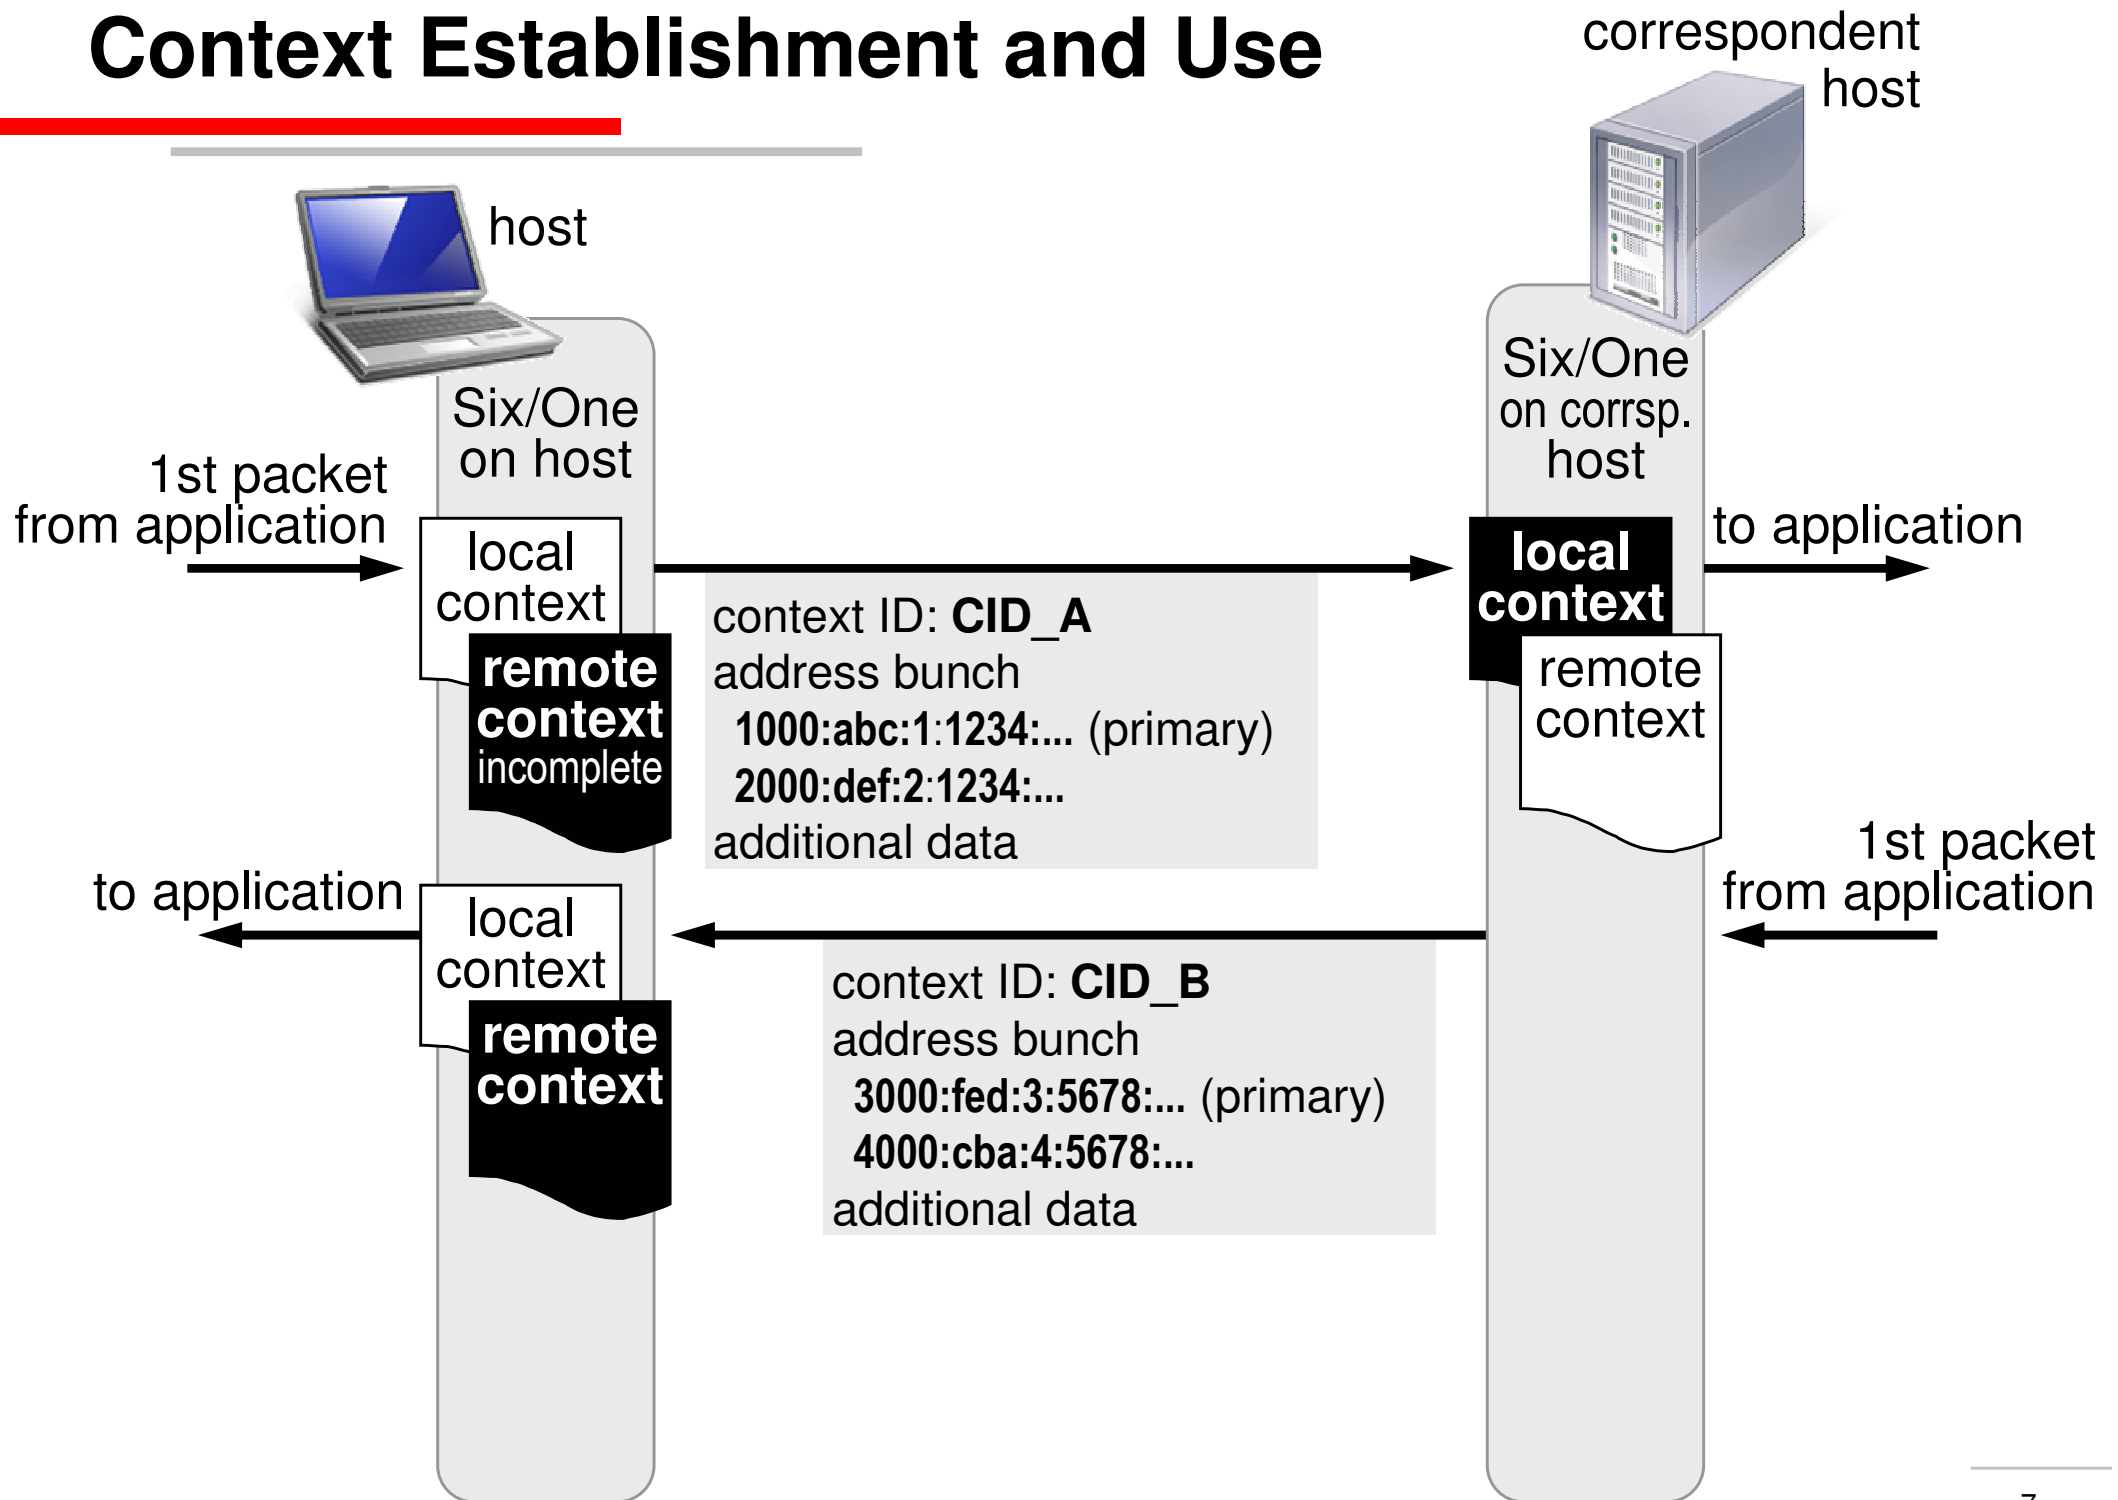 Context Establishment and Use
correspondent
host
host
Six/One
on corrsp.
host
Six/One
on host
1st packet
from application
local
context
remote
context
incomplete
context ID: CID_A
address bunch
1000:abc:1:1234:... (primary)
2000:def:2:1234:...
additional data
local
context
remote
context
to application
1st packet
from application
to application
local
context
remote
context
context ID: CID_B
address bunch
3000:fed:3:5678:... (primary)
4000:cba:4:5678:...
additional data